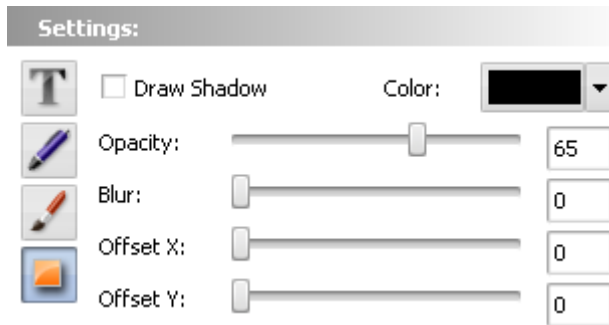 Settings:
T
Draw Shadow Color:
Opacity: 65
Blur: 0
Offset X: 0
Offset Y: 0